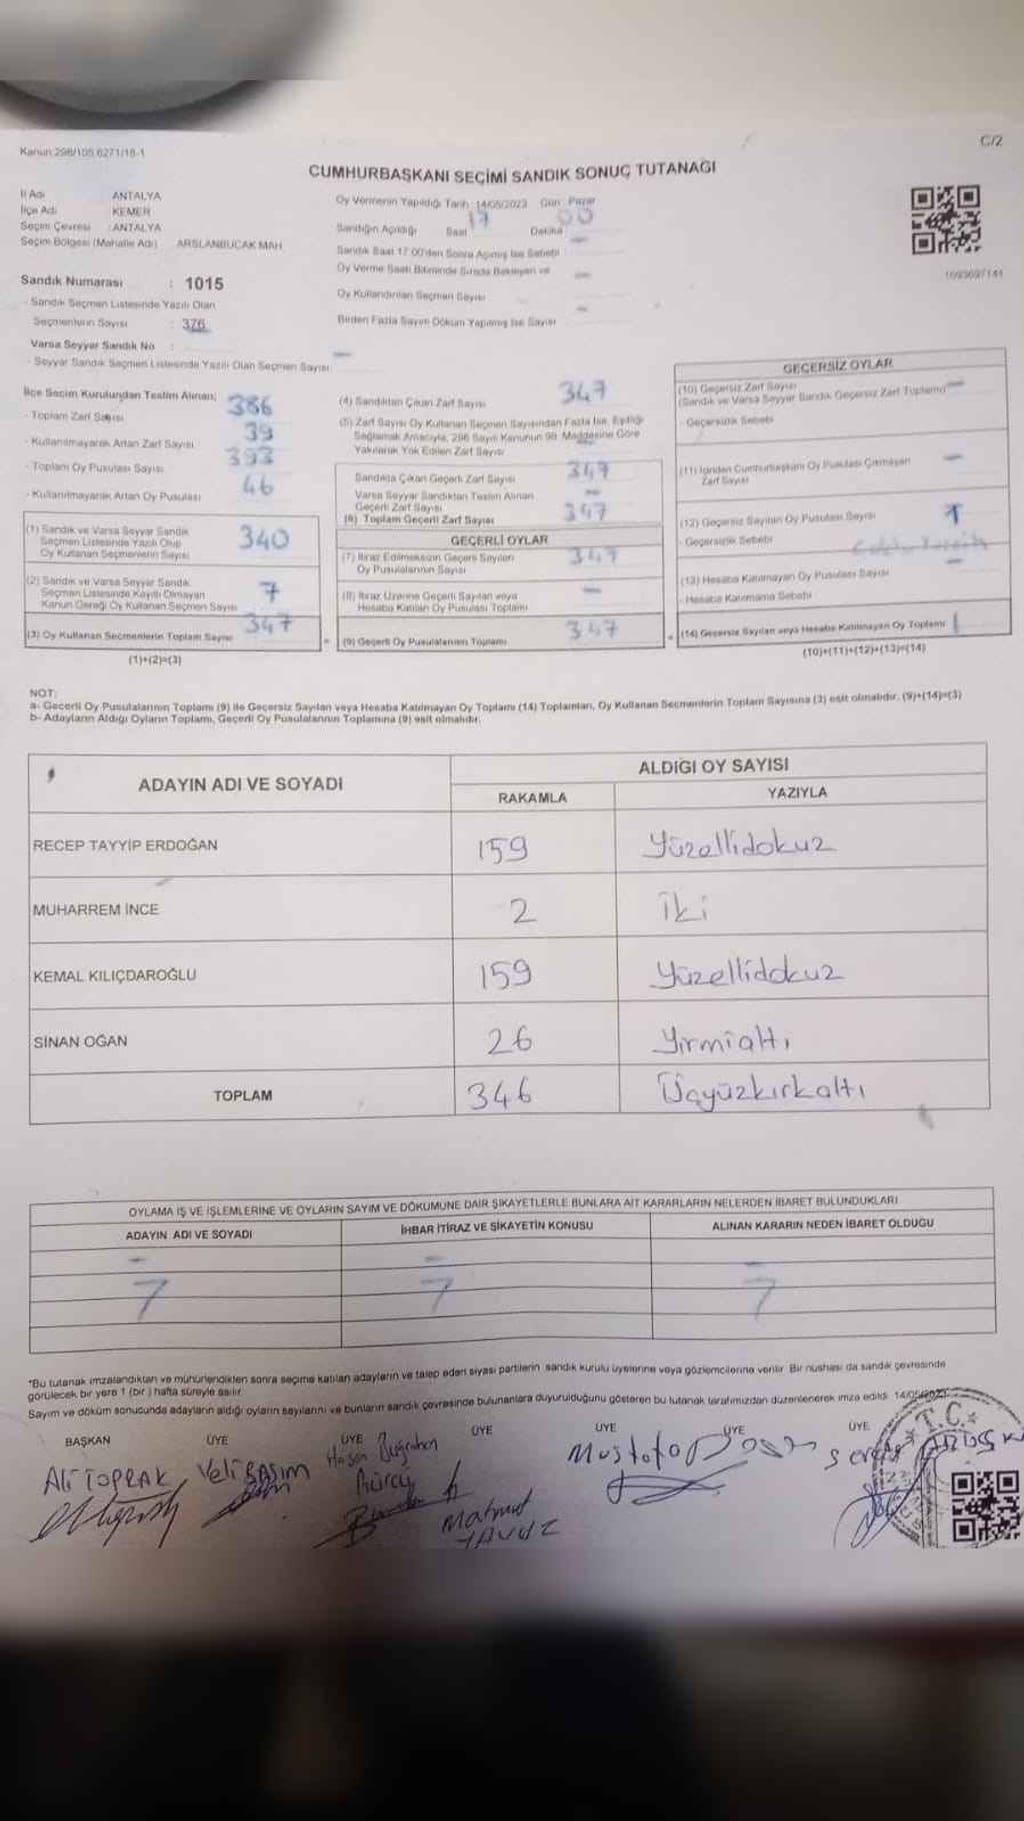 Kanun:298/105,6271/18-1
C/2
CUMHURBAŞKANI SEÇİMİ SANDIK SONUÇ TUTANAĞI
İl Adı ANTALYA
İlçe Adı KEMER
Seçim Çevresi : ANTALYA
Seçim Bölgesi (Mahalle Adı) ARSLANBUCAK MAH
Sandık Numarası : 1015
- Sandık Seçmen Listesinde Yazılı Olan
Seçmenlerin Sayısı : 376
Varsa Seyyar Sandık No :
- Seyyar Sandık Seçmen Listesinde Yazılı Olan Seçmen Sayısı
Oy Vermenin Yapıldığı Tarih : 14/05/2023 Gün : Pazar
Sandığın Açıldığı Saat 17 Dakika 00
Sandık Saat 17:00'den Sonra Açılmış İse Sebebi
Oy Verme Saati Bitiminde Sırada Bekleyen ve
Oy Kullandırılan Seçmen Sayısı
Birden Fazla Sayım Döküm Yapılmış İse Sayısı
1693697141
İlçe Seçim Kurulundan Teslim Alınan;
- Toplam Zarf Sayısı 386
- Kullanılmayarak Artan Zarf Sayısı 39
- Toplam Oy Pusulası Sayısı 393
- Kullanılmayarak Artan Oy Pusulası 46
(1) Sandık ve Varsa Seyyar Sandık
Seçmen Listesinde Yazılı Olup
Oy Kullanan Seçmenlerin Sayısı 340
(2) Sandık ve Varsa Seyyar Sandık
Seçmen Listesinde Kayıtlı Olmayan
Kanun Gereği Oy Kullanan Seçmen Sayısı 7
(3) Oy Kullanan Seçmenlerin Toplam Sayısı 347
(1)+(2)=(3)
(4) Sandıktan Çıkan Zarf Sayısı 347
(5) Zarf Sayısı Oy Kullanan Seçmen Sayısından Fazla İse, Eşitliği
Sağlamak Amacıyla, 298 Sayılı Kanunun 98. Maddesine Göre
Yakılarak Yok Edilen Zarf Sayısı
Sandıkta Çıkan Geçerli Zarf Sayısı 347
Varsa Seyyar Sandıktan Teslim Alınan
Geçerli Zarf Sayısı
(6) Toplam Geçerli Zarf Sayısı 347
GEÇERLİ OYLAR
(7) İtiraz Edilmeksizin Geçerli Sayılan
Oy Pusulalarının Sayısı 347
(8) İtiraz Üzerine Geçerli Sayılan veya
Hesaba Katılan Oy Pusulası Toplamı
(9) Geçerli Oy Pusulalarının Toplamı 347
GEÇERSİZ OYLAR
(10) Geçersiz Zarf Sayısı
(Sandık ve Varsa Seyyar Sandık Geçersiz Zarf Toplamı)
- Geçersizlik Sebebi
(11) İçinden Cumhurbaşkanı Oy Pusulası Çıkmayan
Zarf Sayısı
(12) Geçersiz Sayılan Oy Pusulası Sayısı 1
- Geçersizlik Sebebi
(13) Hesaba Katılmayan Oy Pusulası Sayısı
- Hesaba Katılmama Sebebi
(14) Geçersiz Sayılan veya Hesaba Katılmayan Oy Toplamı 1
(10)+(11)+(12)+(13)=(14)
NOT:
a- Geçerli Oy Pusulalarının Toplamı (9) ile Geçersiz Sayılan veya Hesaba Katılmayan Oy Toplamı (14) Toplamları, Oy Kullanan Seçmenlerin Toplam Sayısına (3) eşit olmalıdır. (9)+(14)=(3)
b- Adayların Aldığı Oyların Toplamı, Geçerli Oy Pusulalarının Toplamına (9) eşit olmalıdır.
ADAYIN ADI VE SOYADI
ALDIĞI OY SAYISI
RAKAMLA YAZIYLA
RECEP TAYYİP ERDOĞAN 159 Yüzellidokuz
MUHARREM İNCE 2 İki
KEMAL KILIÇDAROĞLU 159 Yüzellidokuz
SİNAN OĞAN 26 Yirmialtı
TOPLAM 346 Üçyüzkırkaltı
OYLAMA İŞ VE İŞLEMLERİNE VE OYLARIN SAYIM VE DÖKÜMÜNE DAİR ŞİKAYETLERLE BUNLARA AİT KARARLARIN NELERDEN İBARET BULUNDUKLARI
ADAYIN ADI VE SOYADI İHBAR İTİRAZ VE ŞİKAYETİN KONUSU ALINAN KARARIN NEDEN İBARET OLDUĞU
*Bu tutanak imzalandıktan ve mühürlendikten sonra seçime katılan adayların ve talep eden siyasi partilerin sandık kurulu üyelerine veya gözlemcilerine verilir. Bir nüshası da sandık çevresinde
görülecek bir yere 1 (bir) hafta süreyle asılır.
Sayım ve döküm sonucunda adayların aldığı oyların sayılarını ve bunların sandık çevresinde bulunanlara duyurulduğunu gösteren bu tutanak tarafımızdan düzenlenerek imza edildi. 14/05/2023
BAŞKAN ÜYE ÜYE ÜYE ÜYE ÜYE ÜYE
Ali TOPRAK
Veli BASIM
Hasan
Mahmut
YAVUZ
Mustafa
T.C.